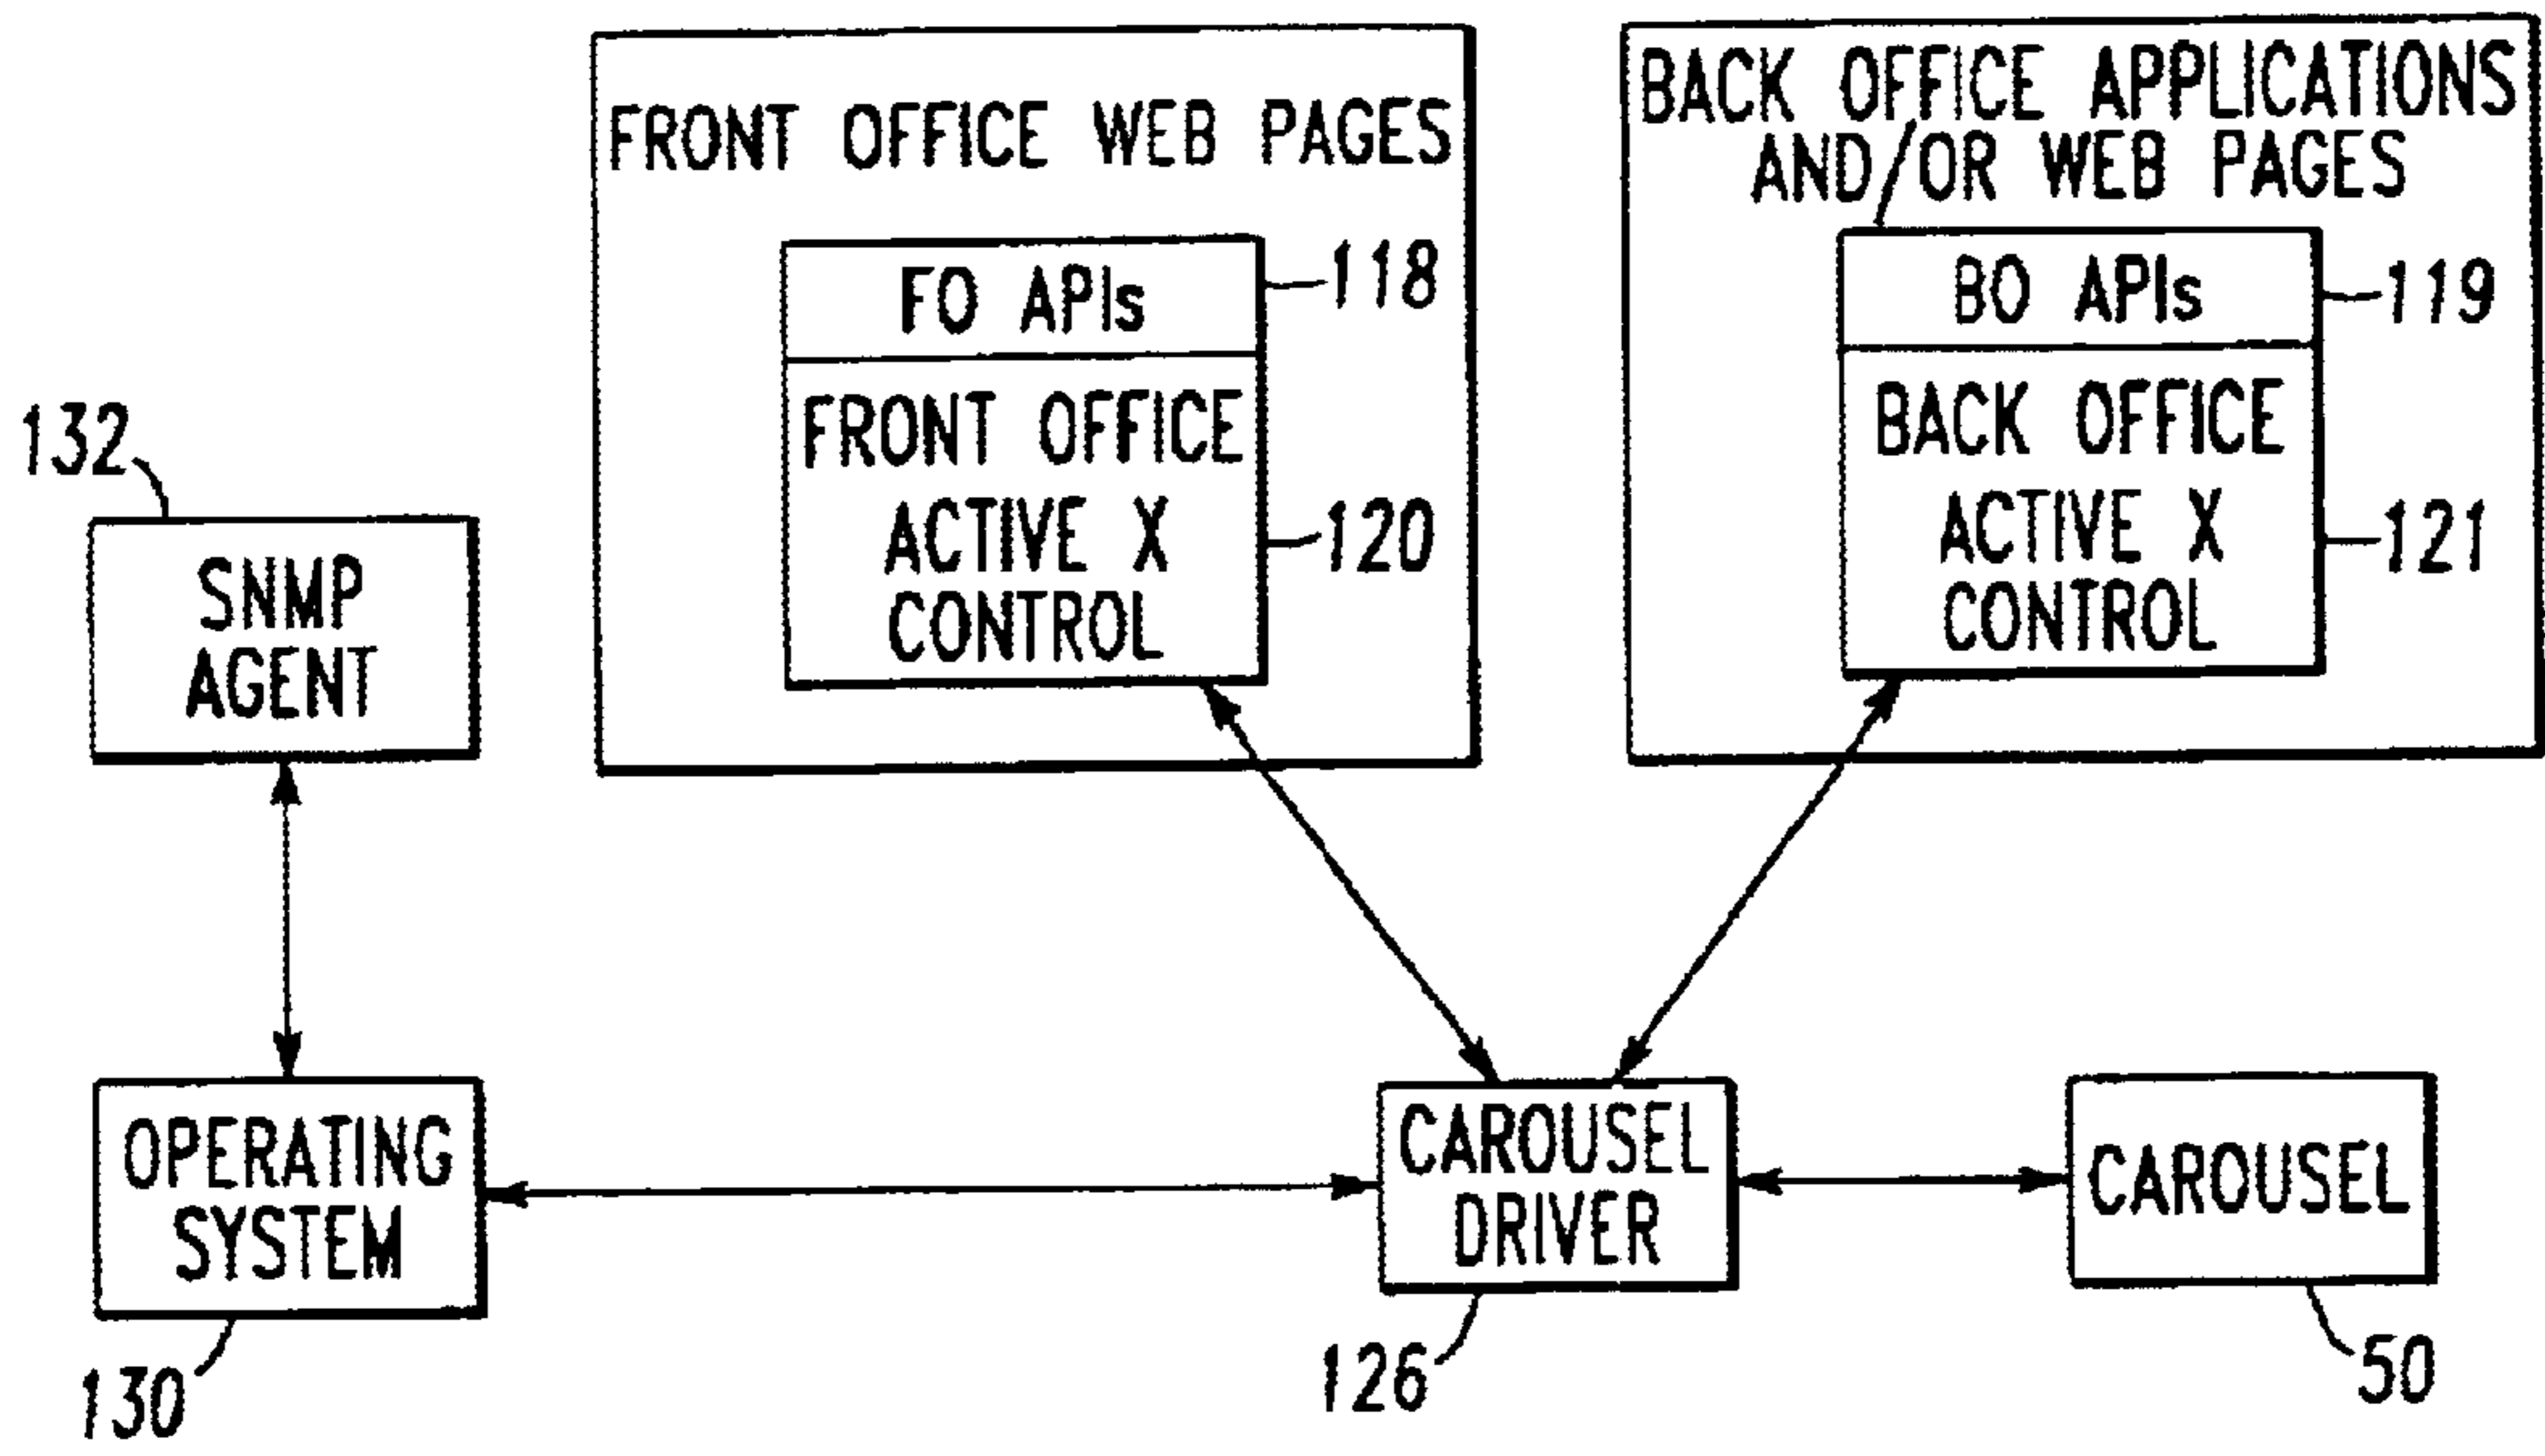 FRONT OFFICE WEB PAGES
FO APIs
118
FRONT OFFICE
ACTIVE X
CONTROL
120
BACK OFFICE APPLICATIONS
AND/OR WEB PAGES
BO APIs
119
BACK OFFICE
ACTIVE X
CONTROL
121
132
SNMP
AGENT
OPERATING
SYSTEM
130
CAROUSEL
DRIVER
126
CAROUSEL
50